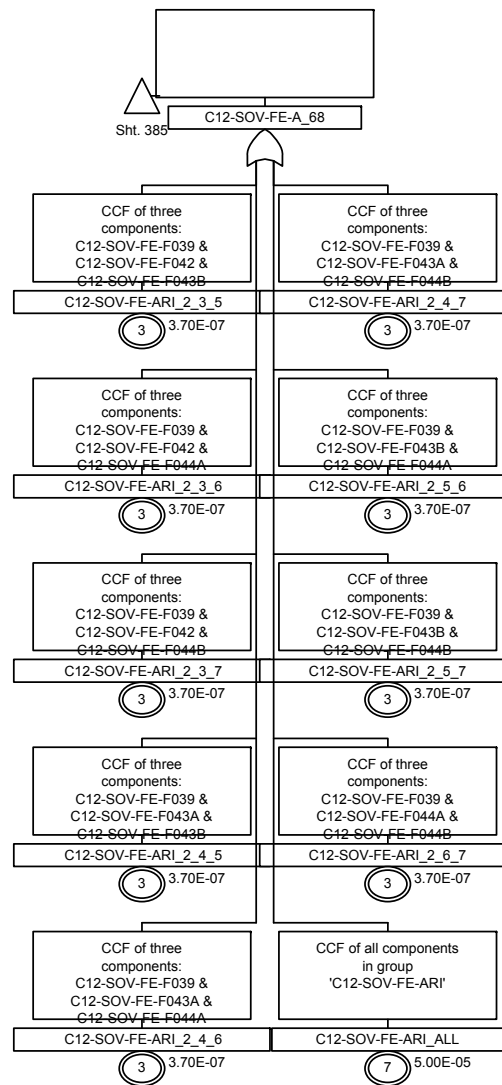 Sht. 385
C12-SOV-FE-A_68
CCF of three
components:
C12-SOV-FE-F039 &
C12-SOV-FE-F042 &
C12-SOV-FE-F043B
C12-SOV-FE-ARI_2_3_5
3
3.70E-07
CCF of three
components:
C12-SOV-FE-F039 &
C12-SOV-FE-F043A &
C12-SOV-FE-F044B
C12-SOV-FE-ARI_2_4_7
3
3.70E-07
CCF of three
components:
C12-SOV-FE-F039 &
C12-SOV-FE-F042 &
C12-SOV-FE-F044A
C12-SOV-FE-ARI_2_3_6
3
3.70E-07
CCF of three
components:
C12-SOV-FE-F039 &
C12-SOV-FE-F043B &
C12-SOV-FE-F044A
C12-SOV-FE-ARI_2_5_6
3
3.70E-07
CCF of three
components:
C12-SOV-FE-F039 &
C12-SOV-FE-F042 &
C12-SOV-FE-F044B
C12-SOV-FE-ARI_2_3_7
3
3.70E-07
CCF of three
components:
C12-SOV-FE-F039 &
C12-SOV-FE-F043B &
C12-SOV-FE-F044B
C12-SOV-FE-ARI_2_5_7
3
3.70E-07
CCF of three
components:
C12-SOV-FE-F039 &
C12-SOV-FE-F043A &
C12-SOV-FE-F043B
C12-SOV-FE-ARI_2_4_5
3
3.70E-07
CCF of three
components:
C12-SOV-FE-F039 &
C12-SOV-FE-F044A &
C12-SOV-FE-F044B
C12-SOV-FE-ARI_2_6_7
3
3.70E-07
CCF of three
components:
C12-SOV-FE-F039 &
C12-SOV-FE-F043A &
C12-SOV-FE-F044A
C12-SOV-FE-ARI_2_4_6
3
3.70E-07
CCF of all components
in group
'C12-SOV-FE-ARI'
C12-SOV-FE-ARI_ALL
7
5.00E-05